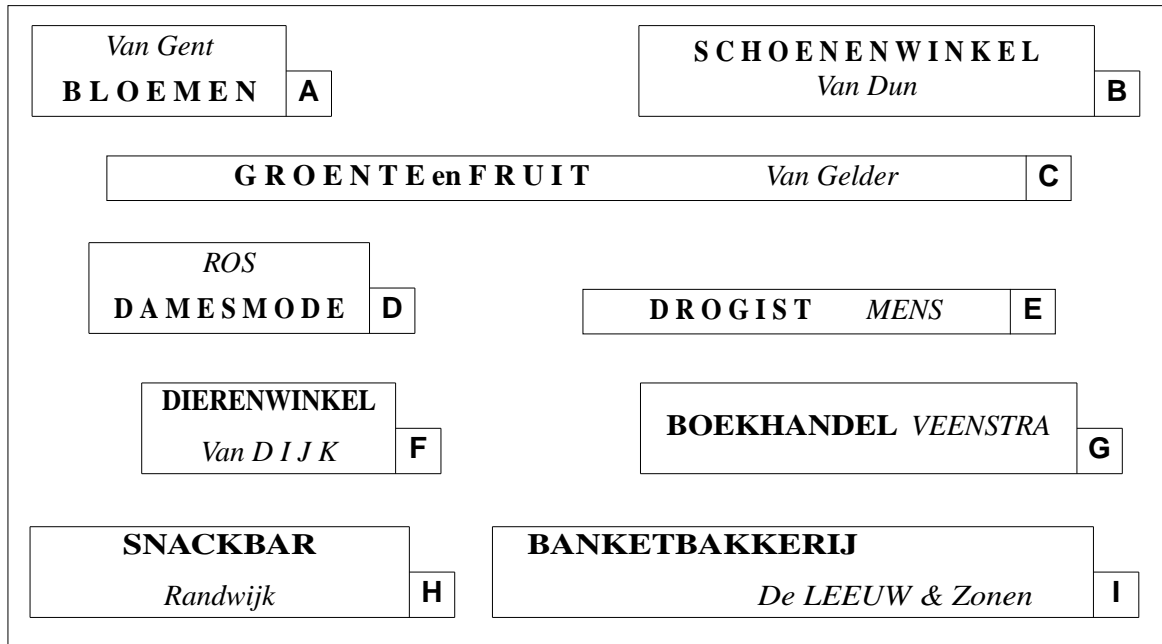 Van Gent
BLOEMEN A
SCHOENENWINKEL
Van Dun B
GROENTE en FRUIT Van Gelder C
ROS
DAMESMODE D
DROGIST MENS E
DIERENWINKEL
Van DIJK F
BOEKHANDEL VEENSTRA G
SNACKBAR
Randwijk H
BANKETBAKKERIJ
De LEEUW & Zonen I